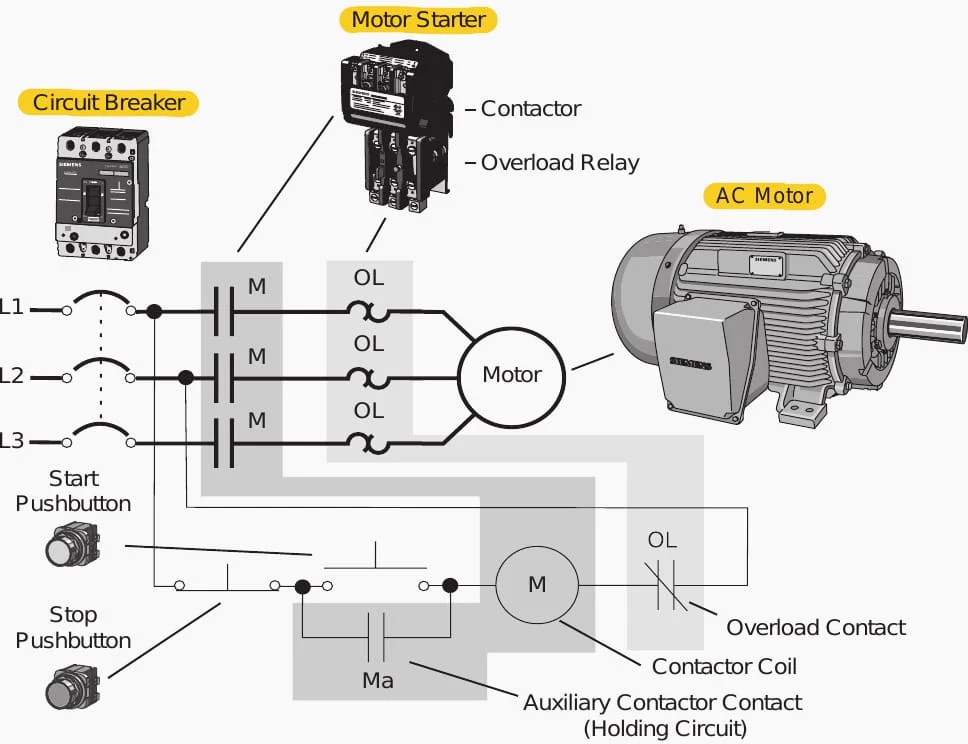 Motor Starter
Circuit Breaker
Contactor
SIEMENS
Overload Relay
AC Motor
SIEMENS
M
OL
L1
M
OL
L2
Motor
SIEMENS
M
OL
L3
Start
Pushbutton
OL
M
Stop
Pushbutton
Overload Contact
Contactor Coil
Ma
Auxiliary Contactor Contact
(Holding Circuit)